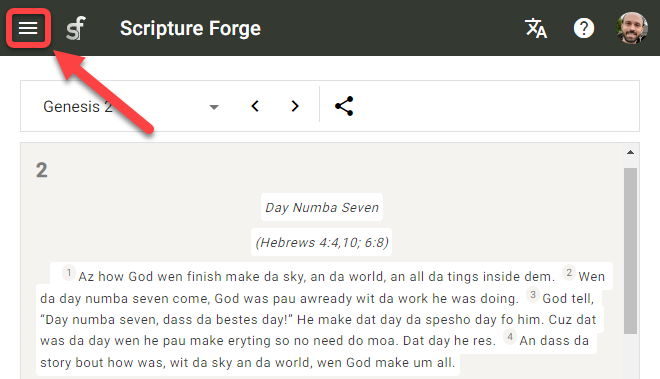 Scripture Forge
Genesis 2
2
Day Numba Seven
(Hebrews 4:4,10; 6:8)
1 Az how God wen finish make da sky, an da world, an all da tings inside dem. 2 Wen
da day numba seven come, God was pau awready wit da work he was doing. 3 God tell,
“Day numba seven, dass da bestes day!” He make dat day da spesho day fo him. Cuz dat
was da day wen he pau make eryting so no need do moa. Dat day he res. 4 An dass da
story bout how was, wit da sky an da world, wen God make um all.